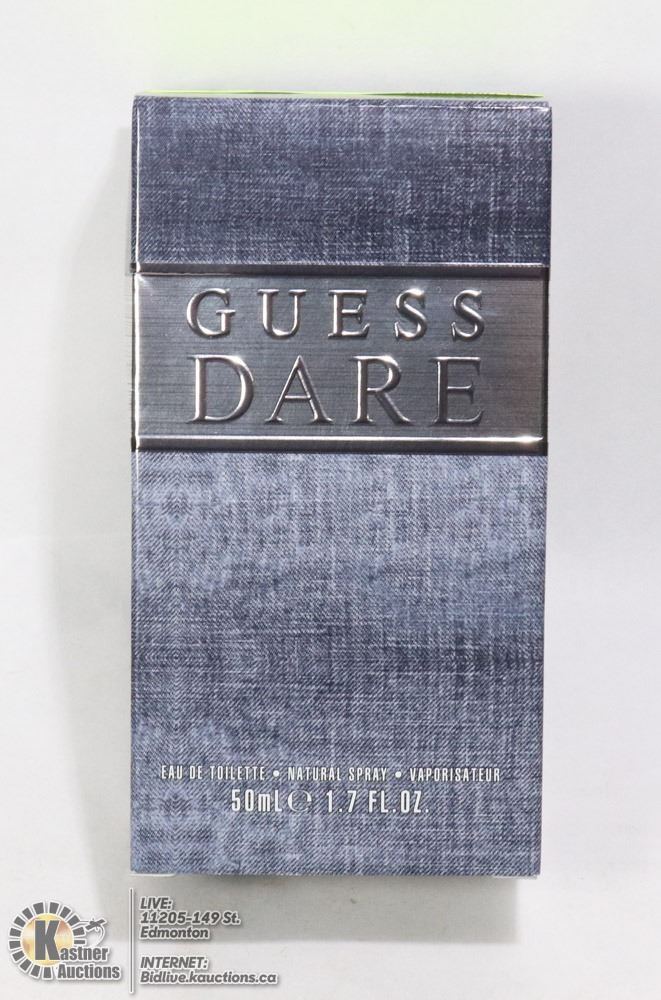 GUESS
DARE
EAU DE TOILETTE • NATURAL SPRAY • VAPORISATEUR
50mL ℮ 1.7 FL.OZ.
Kastner
Auctions
LIVE:
11205-149 St.
Edmonton
INTERNET:
Bidlive.kauctions.ca